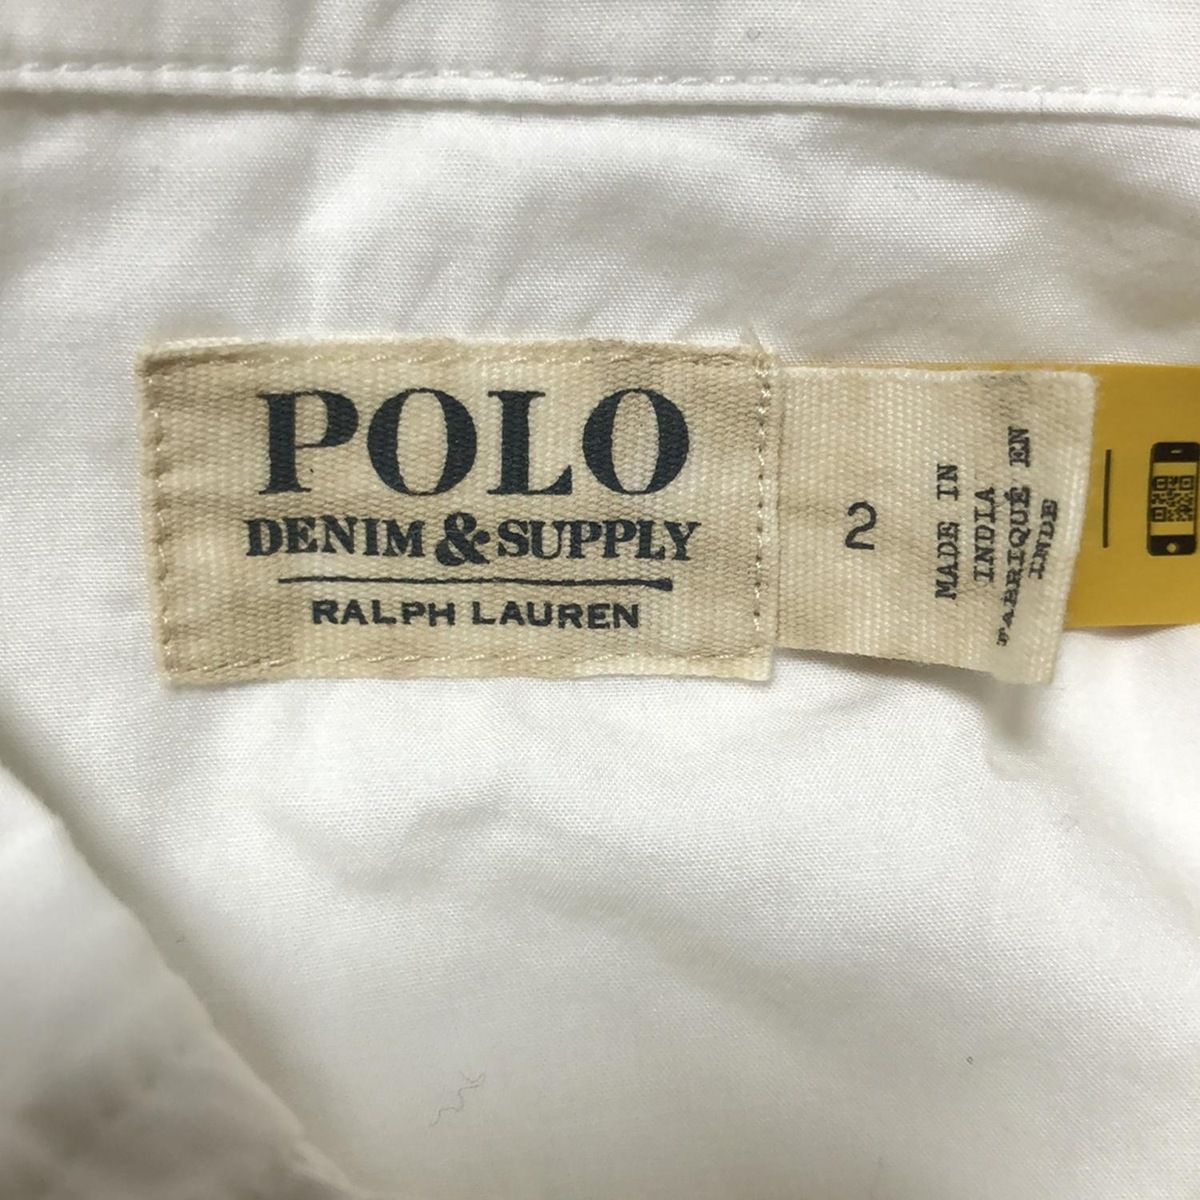 POLO
DENIM & SUPPLY
RALPH LAUREN
2
MADE IN
INDIA
FABRIQUÉ EN
INDE